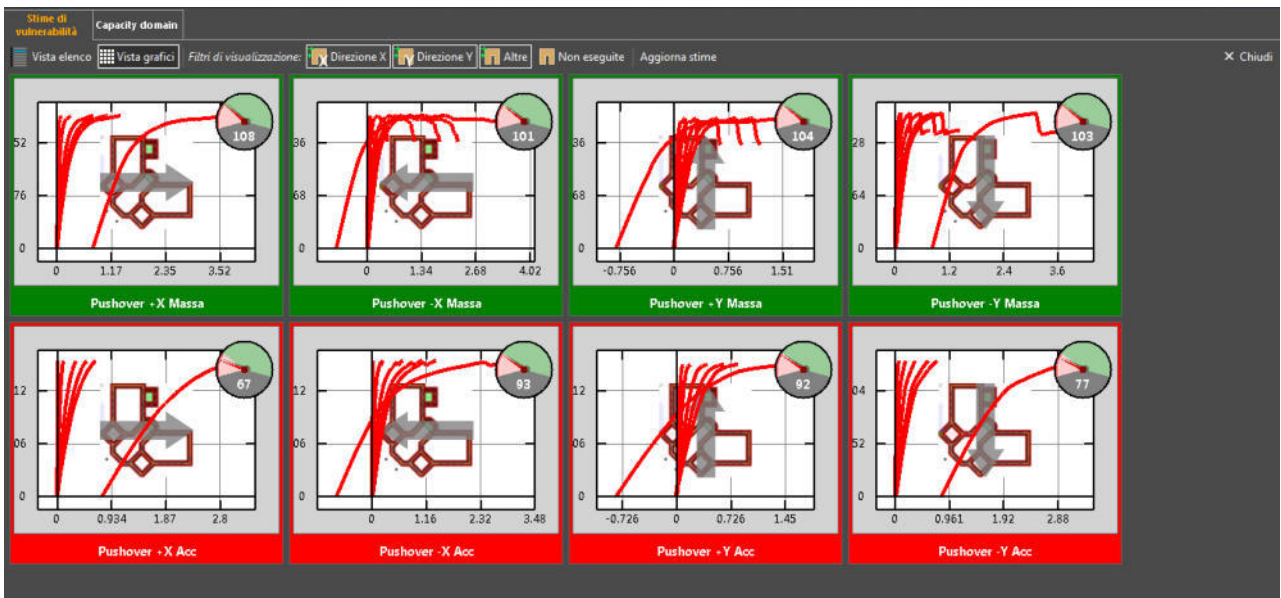 Stime di
vulnerabilità
Capacity domain
Vista elenco Vista grafici Filtri di visualizzazione: Direzione X Direzione Y Altre Non eseguite Aggiorna stime × Chiudi
52
76
0
0 1.17 2.35 3.52
108
Pushover +X Massa
36
68
0
0 1.34 2.68 4.02
101
Pushover -X Massa
36
68
0
-0.756 0 0.756 1.51
104
Pushover +Y Massa
28
64
0
0 1.2 2.4 3.6
103
Pushover -Y Massa
12
06
0
0 0.934 1.87 2.8
67
Pushover +X Acc
12
06
0
0 1.16 2.32 3.48
93
Pushover -X Acc
12
06
0
-0.726 0 0.726 1.45
92
Pushover +Y Acc
04
52
0
0 0.961 1.92 2.88
77
Pushover -Y Acc